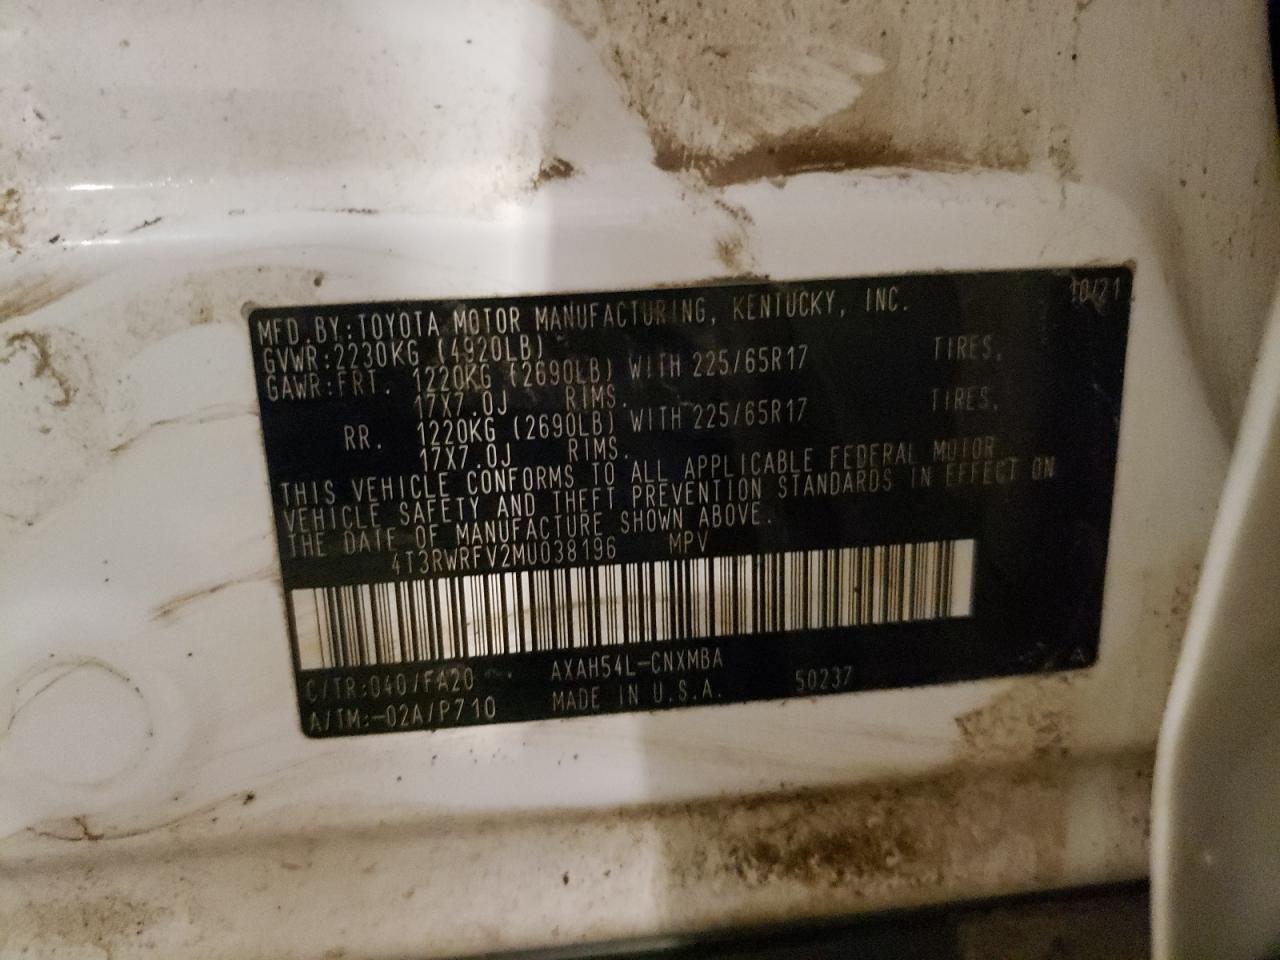 MFD.BY:TOYOTA MOTOR MANUFACTURING, KENTUCKY, INC. 10/21
GVWR:2230KG (4920LB)
GAWR:FRT. 1220KG (2690LB) WITH 225/65R17 TIRES,
17X7.0J RIMS.
RR. 1220KG (2690LB) WITH 225/65R17 TIRES,
17X7.0J RIMS.
THIS VEHICLE CONFORMS TO ALL APPLICABLE FEDERAL MOTOR
VEHICLE SAFETY AND THEFT PREVENTION STANDARDS IN EFFECT ON
THE DATE OF MANUFACTURE SHOWN ABOVE.
4T3RWRFV2MU038196 MPV
C/TR:040/FA20 AXAH54L-CNXMBA
A/TM:-02A/P710 MADE IN U.S.A. 50237 A